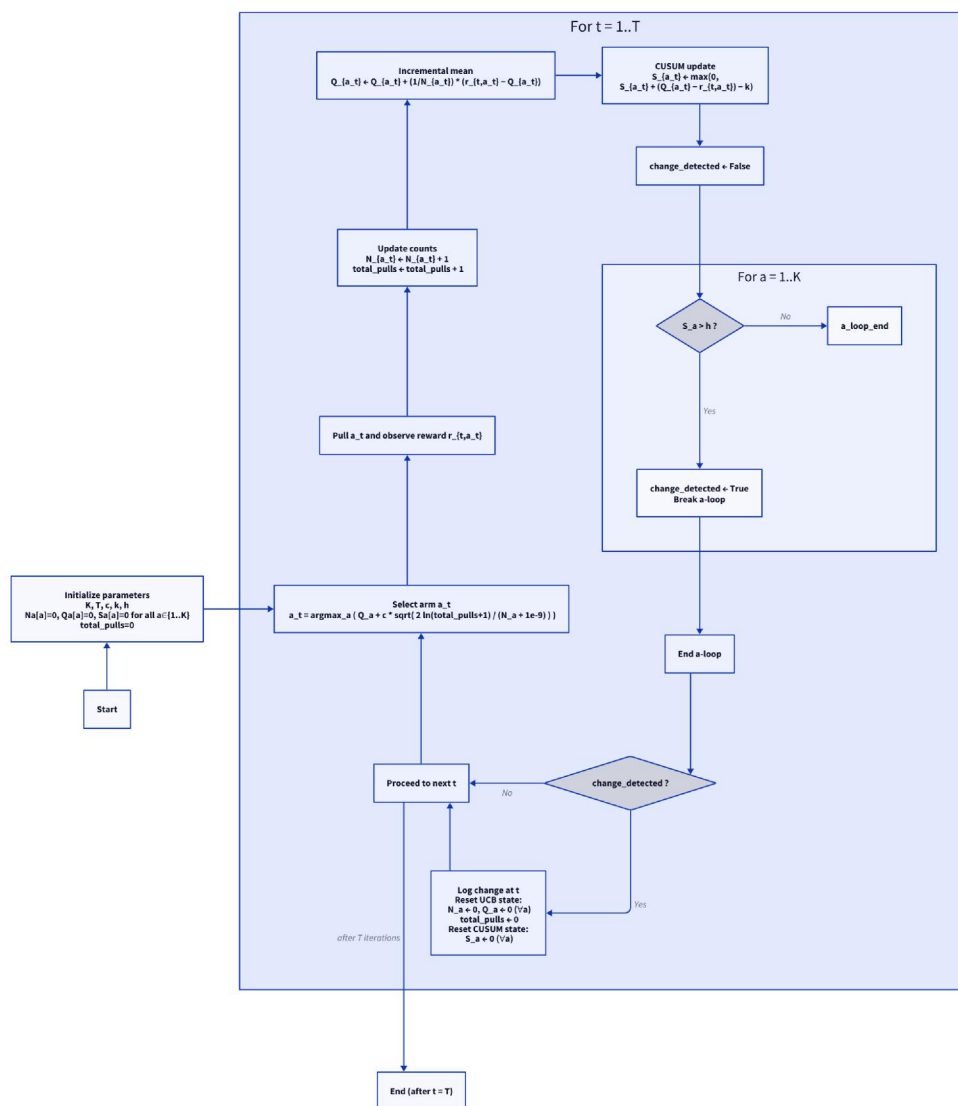 For t = 1..T
Incremental mean
Q_{a_t} ← Q_{a_t} + (1/N_{a_t}) * (r_{t,a_t} − Q_{a_t})
CUSUM update
S_{a_t} ← max(0,
S_{a_t} + (Q_{a_t} − r_{t,a_t}) − k)
change_detected ← False
Update counts
N_{a_t} ← N_{a_t} + 1
total_pulls ← total_pulls + 1
For a = 1..K
S_a > h ?
No
a_loop_end
Yes
Pull a_t and observe reward r_{t,a_t}
change_detected ← True
Break a-loop
Initialize parameters
K, T, c, k, h
Na[a]=0, Qa[a]=0, Sa[a]=0 for all a∈{1..K}
total_pulls=0
Select arm a_t
a_t = argmax_a ( Q_a + c * sqrt( 2 ln(total_pulls+1) / (N_a + 1e-9) ) )
End a-loop
Start
Proceed to next t
No
change_detected ?
Log change at t
Reset UCB state:
N_a ← 0, Q_a ← 0 (∀a)
total_pulls ← 0
Reset CUSUM state:
S_a ← 0 (∀a)
Yes
after T iterations
End (after t = T)